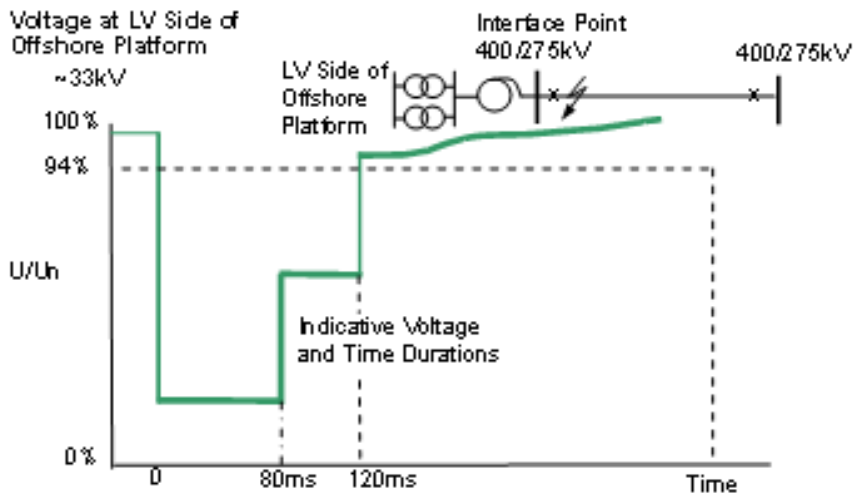 Voltage at LV Side of
Offshore Platform
~33kV
Interface Point
400/275kV
400/275kV
LV Side of
Offshore
Platform
100%
94%
U/Un
Indicative Voltage
and Time Durations
0%
0
80ms
120ms
Time